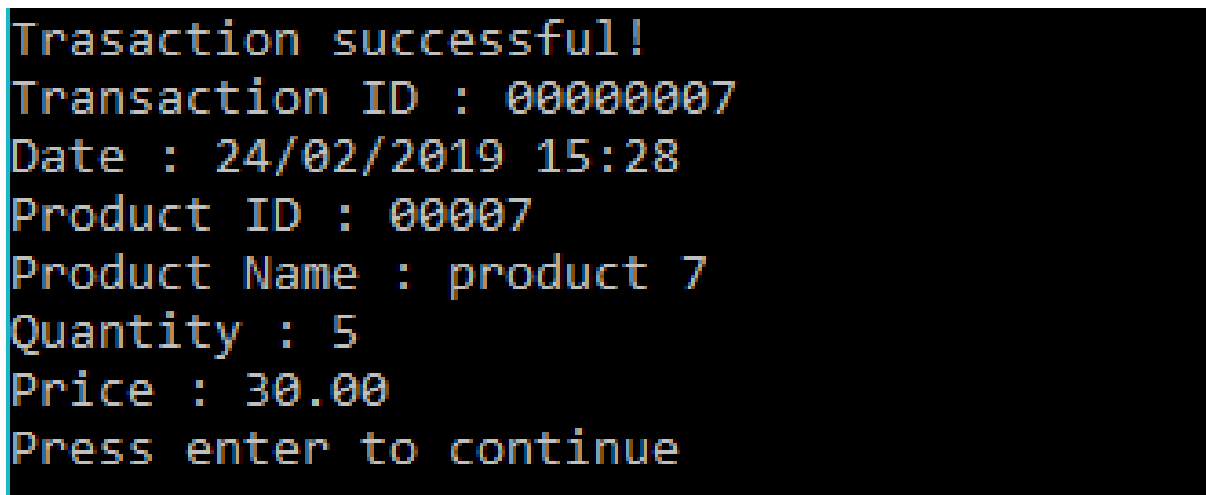 Trasaction successful!
Transaction ID : 00000007
Date : 24/02/2019 15:28
Product ID : 00007
Product Name : product 7
Quantity : 5
Price : 30.00
Press enter to continue